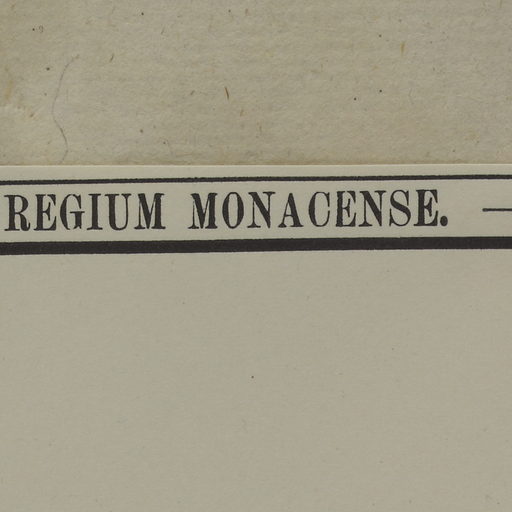 REGIUM MONACENSE. —